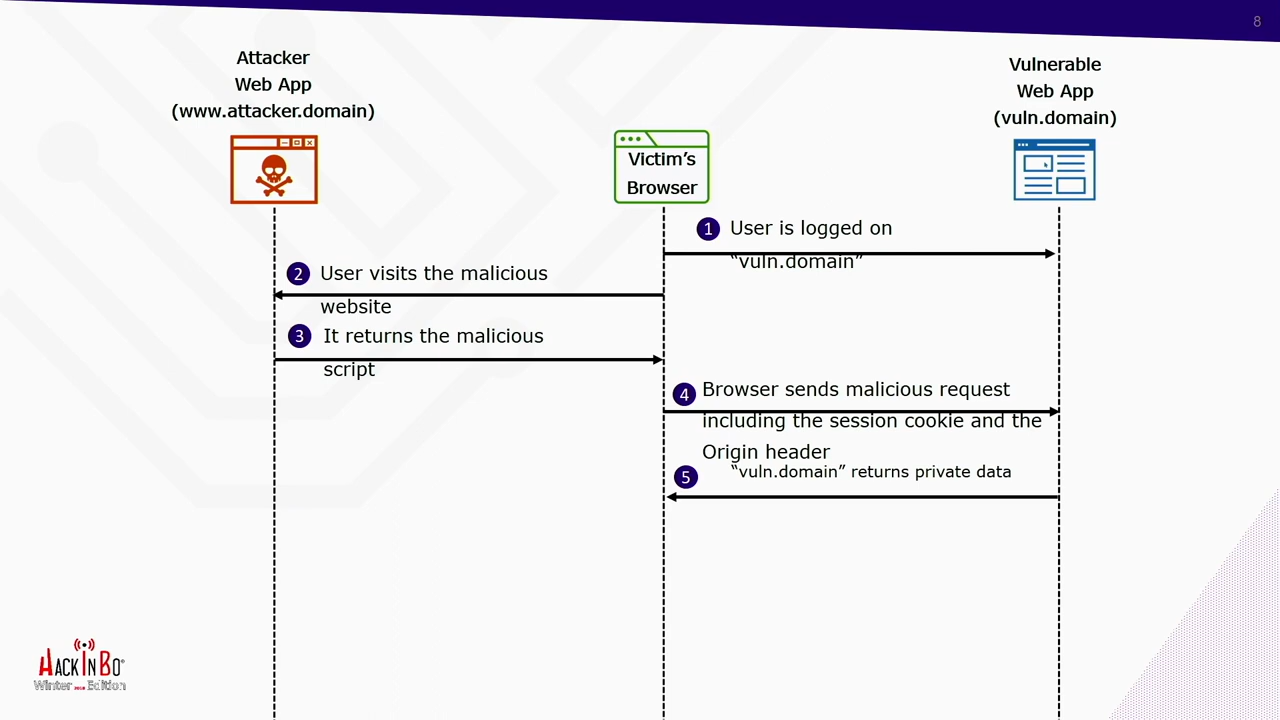 8
Attacker
Web App
(www.attacker.domain)
Victim’s
Browser
Vulnerable
Web App
(vuln.domain)
1 User is logged on
“vuln.domain”
2 User visits the malicious
website
3 It returns the malicious
script
4 Browser sends malicious request
including the session cookie and the
Origin header
5 “vuln.domain” returns private data
HACKINBO®
Winter Edition